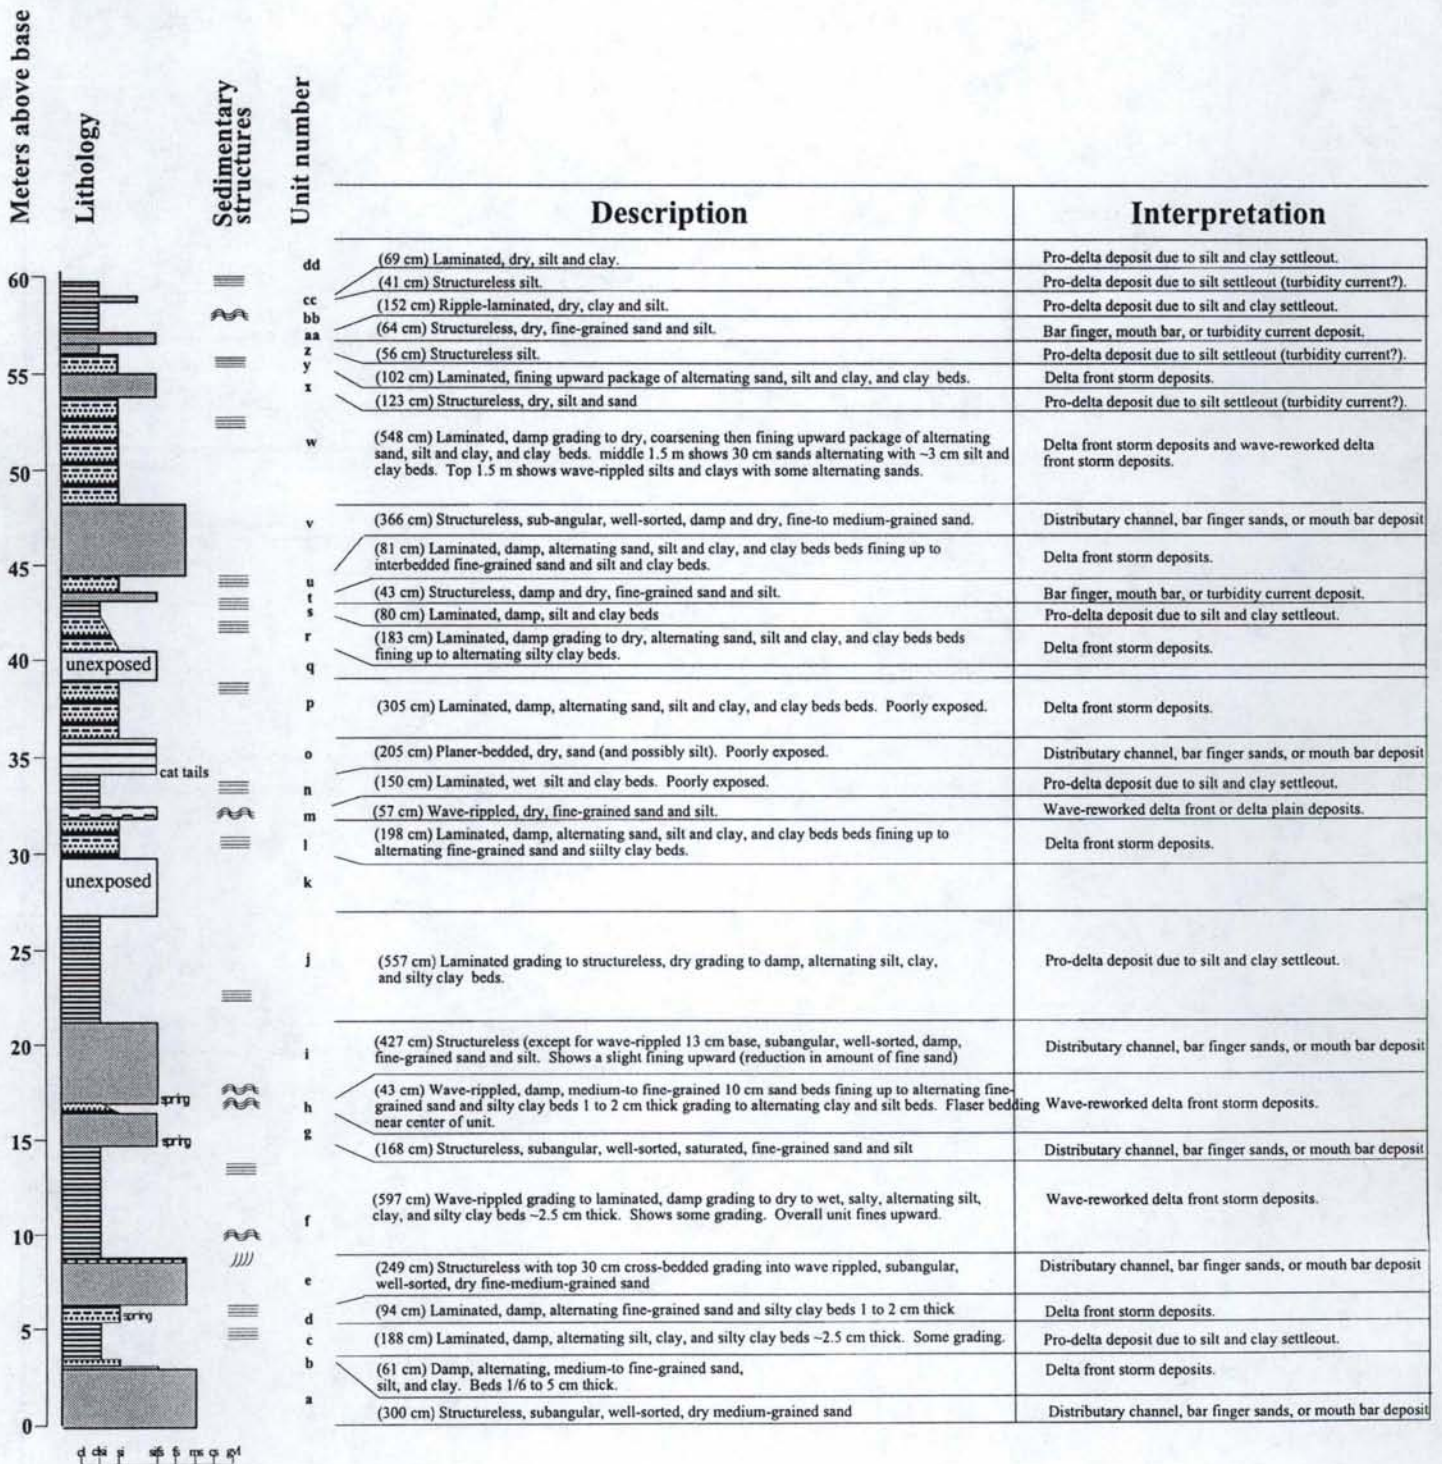 Meters above base
Lithology
Sedimentary
structures
Unit number
Description
Interpretation
60
55
50
45
40
35
30
25
20
15
10
5
0
dd
(69 cm) Laminated, dry, silt and clay.
Pro-delta deposit due to silt and clay settleout.
cc
(41 cm) Structureless silt.
Pro-delta deposit due to silt settleout (turbidity current?).
bb
(152 cm) Ripple-laminated, dry, clay and silt.
Pro-delta deposit due to silt and clay settleout.
aa
(64 cm) Structureless, dry, fine-grained sand and silt.
Bar finger, mouth bar, or turbidity current deposit.
z
(56 cm) Structureless silt.
Pro-delta deposit due to silt settleout (turbidity current?).
y
(102 cm) Laminated, fining upward package of alternating sand, silt and clay, and clay beds.
Delta front storm deposits.
x
(123 cm) Structureless, dry, silt and sand
Pro-delta deposit due to silt settleout (turbidity current?).
w
(548 cm) Laminated, damp grading to dry, coarsening then fining upward package of alternating
sand, silt and clay, and clay beds. middle 1.5 m shows 30 cm sands alternating with ~3 cm silt and
clay beds. Top 1.5 m shows wave-rippled silts and clays with some alternating sands.
Delta front storm deposits and wave-reworked delta
front storm deposits.
v
(366 cm) Structureless, sub-angular, well-sorted, damp and dry, fine-to medium-grained sand.
Distributary channel, bar finger sands, or mouth bar deposit
u
(81 cm) Laminated, damp, alternating sand, silt and clay, and clay beds beds fining up to
interbedded fine-grained sand and silt and clay beds.
Delta front storm deposits.
t
(43 cm) Structureless, damp and dry, fine-grained sand and silt.
Bar finger, mouth bar, or turbidity current deposit.
s
(80 cm) Laminated, damp, silt and clay beds
Pro-delta deposit due to silt and clay settleout.
r
(183 cm) Laminated, damp grading to dry, alternating sand, silt and clay, and clay beds beds
fining up to alternating silty clay beds.
Delta front storm deposits.
unexposed
q
p
(305 cm) Laminated, damp, alternating sand, silt and clay, and clay beds beds. Poorly exposed.
Delta front storm deposits.
o
(205 cm) Planer-bedded, dry, sand (and possibly silt). Poorly exposed.
Distributary channel, bar finger sands, or mouth bar deposit
cat tails
n
(150 cm) Laminated, wet silt and clay beds. Poorly exposed.
Pro-delta deposit due to silt and clay settleout.
m
(57 cm) Wave-rippled, dry, fine-grained sand and silt.
Wave-reworked delta front or delta plain deposits.
l
(198 cm) Laminated, damp, alternating sand, silt and clay, and clay beds beds fining up to
alternating fine-grained sand and siilty clay beds.
Delta front storm deposits.
unexposed
k
j
(557 cm) Laminated grading to structureless, dry grading to damp, alternating silt, clay,
and silty clay beds.
Pro-delta deposit due to silt and clay settleout.
i
(427 cm) Structureless (except for wave-rippled 13 cm base, subangular, well-sorted, damp,
fine-grained sand and silt. Shows a slight fining upward (reduction in amount of fine sand)
Distributary channel, bar finger sands, or mouth bar deposit
spring
h
(43 cm) Wave-rippled, damp, medium-to fine-grained 10 cm sand beds fining up to alternating fine-
grained sand and silty clay beds 1 to 2 cm thick grading to alternating clay and silt beds. Flaser bedding
near center of unit.
Wave-reworked delta front storm deposits.
g
spring
(168 cm) Structureless, subangular, well-sorted, saturated, fine-grained sand and silt
Distributary channel, bar finger sands, or mouth bar deposit
f
(597 cm) Wave-rippled grading to laminated, damp grading to dry to wet, salty, alternating silt,
clay, and silty clay beds ~2.5 cm thick. Shows some grading. Overall unit fines upward.
Wave-reworked delta front storm deposits.
e
(249 cm) Structureless with top 30 cm cross-bedded grading into wave rippled, subangular,
well-sorted, dry fine-medium-grained sand
Distributary channel, bar finger sands, or mouth bar deposit
spring
d
(94 cm) Laminated, damp, alternating fine-grained sand and silty clay beds 1 to 2 cm thick
Delta front storm deposits.
c
(188 cm) Laminated, damp, alternating silt, clay, and silty clay beds ~2.5 cm thick. Some grading.
Pro-delta deposit due to silt and clay settleout.
b
(61 cm) Damp, alternating, medium-to fine-grained sand,
silt, and clay. Beds 1/6 to 5 cm thick.
Delta front storm deposits.
a
(300 cm) Structureless, subangular, well-sorted, dry medium-grained sand
Distributary channel, bar finger sands, or mouth bar deposit
cl clsi si sifs fs ms cs gvl